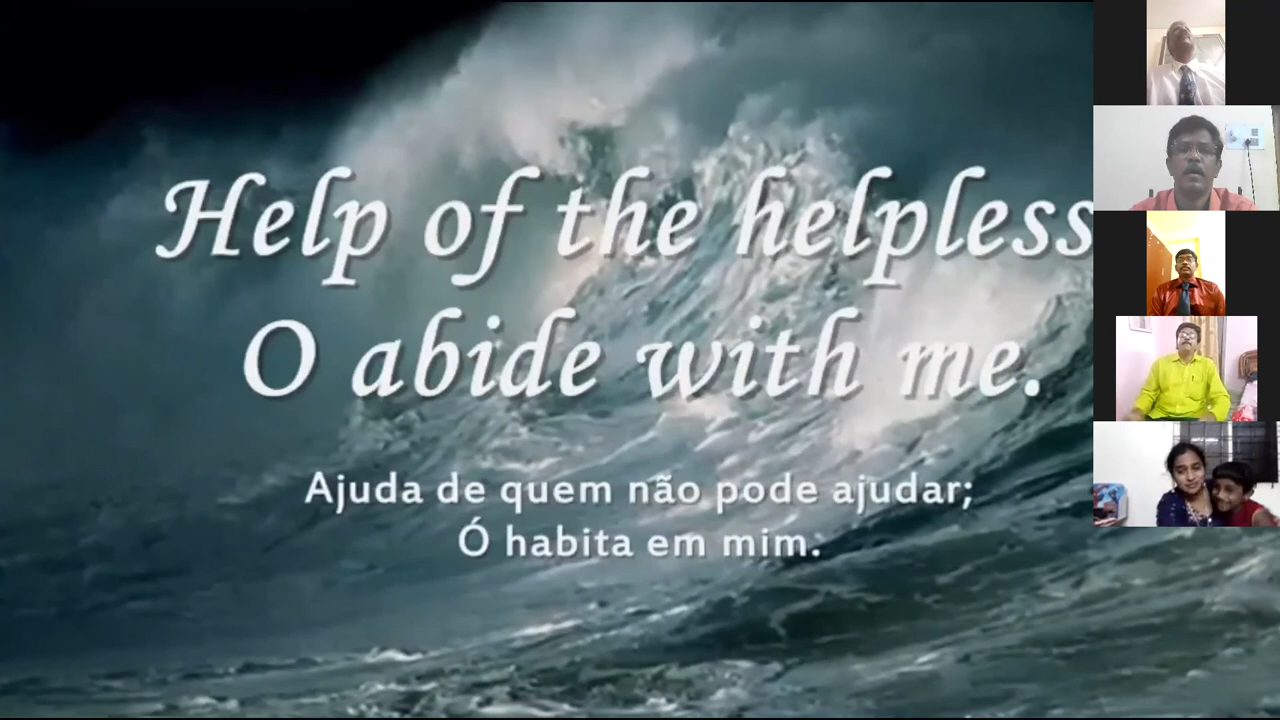 Help of the helpless
O abide with me.
Ajuda de quem não pode ajudar;
Ó habita em mim.